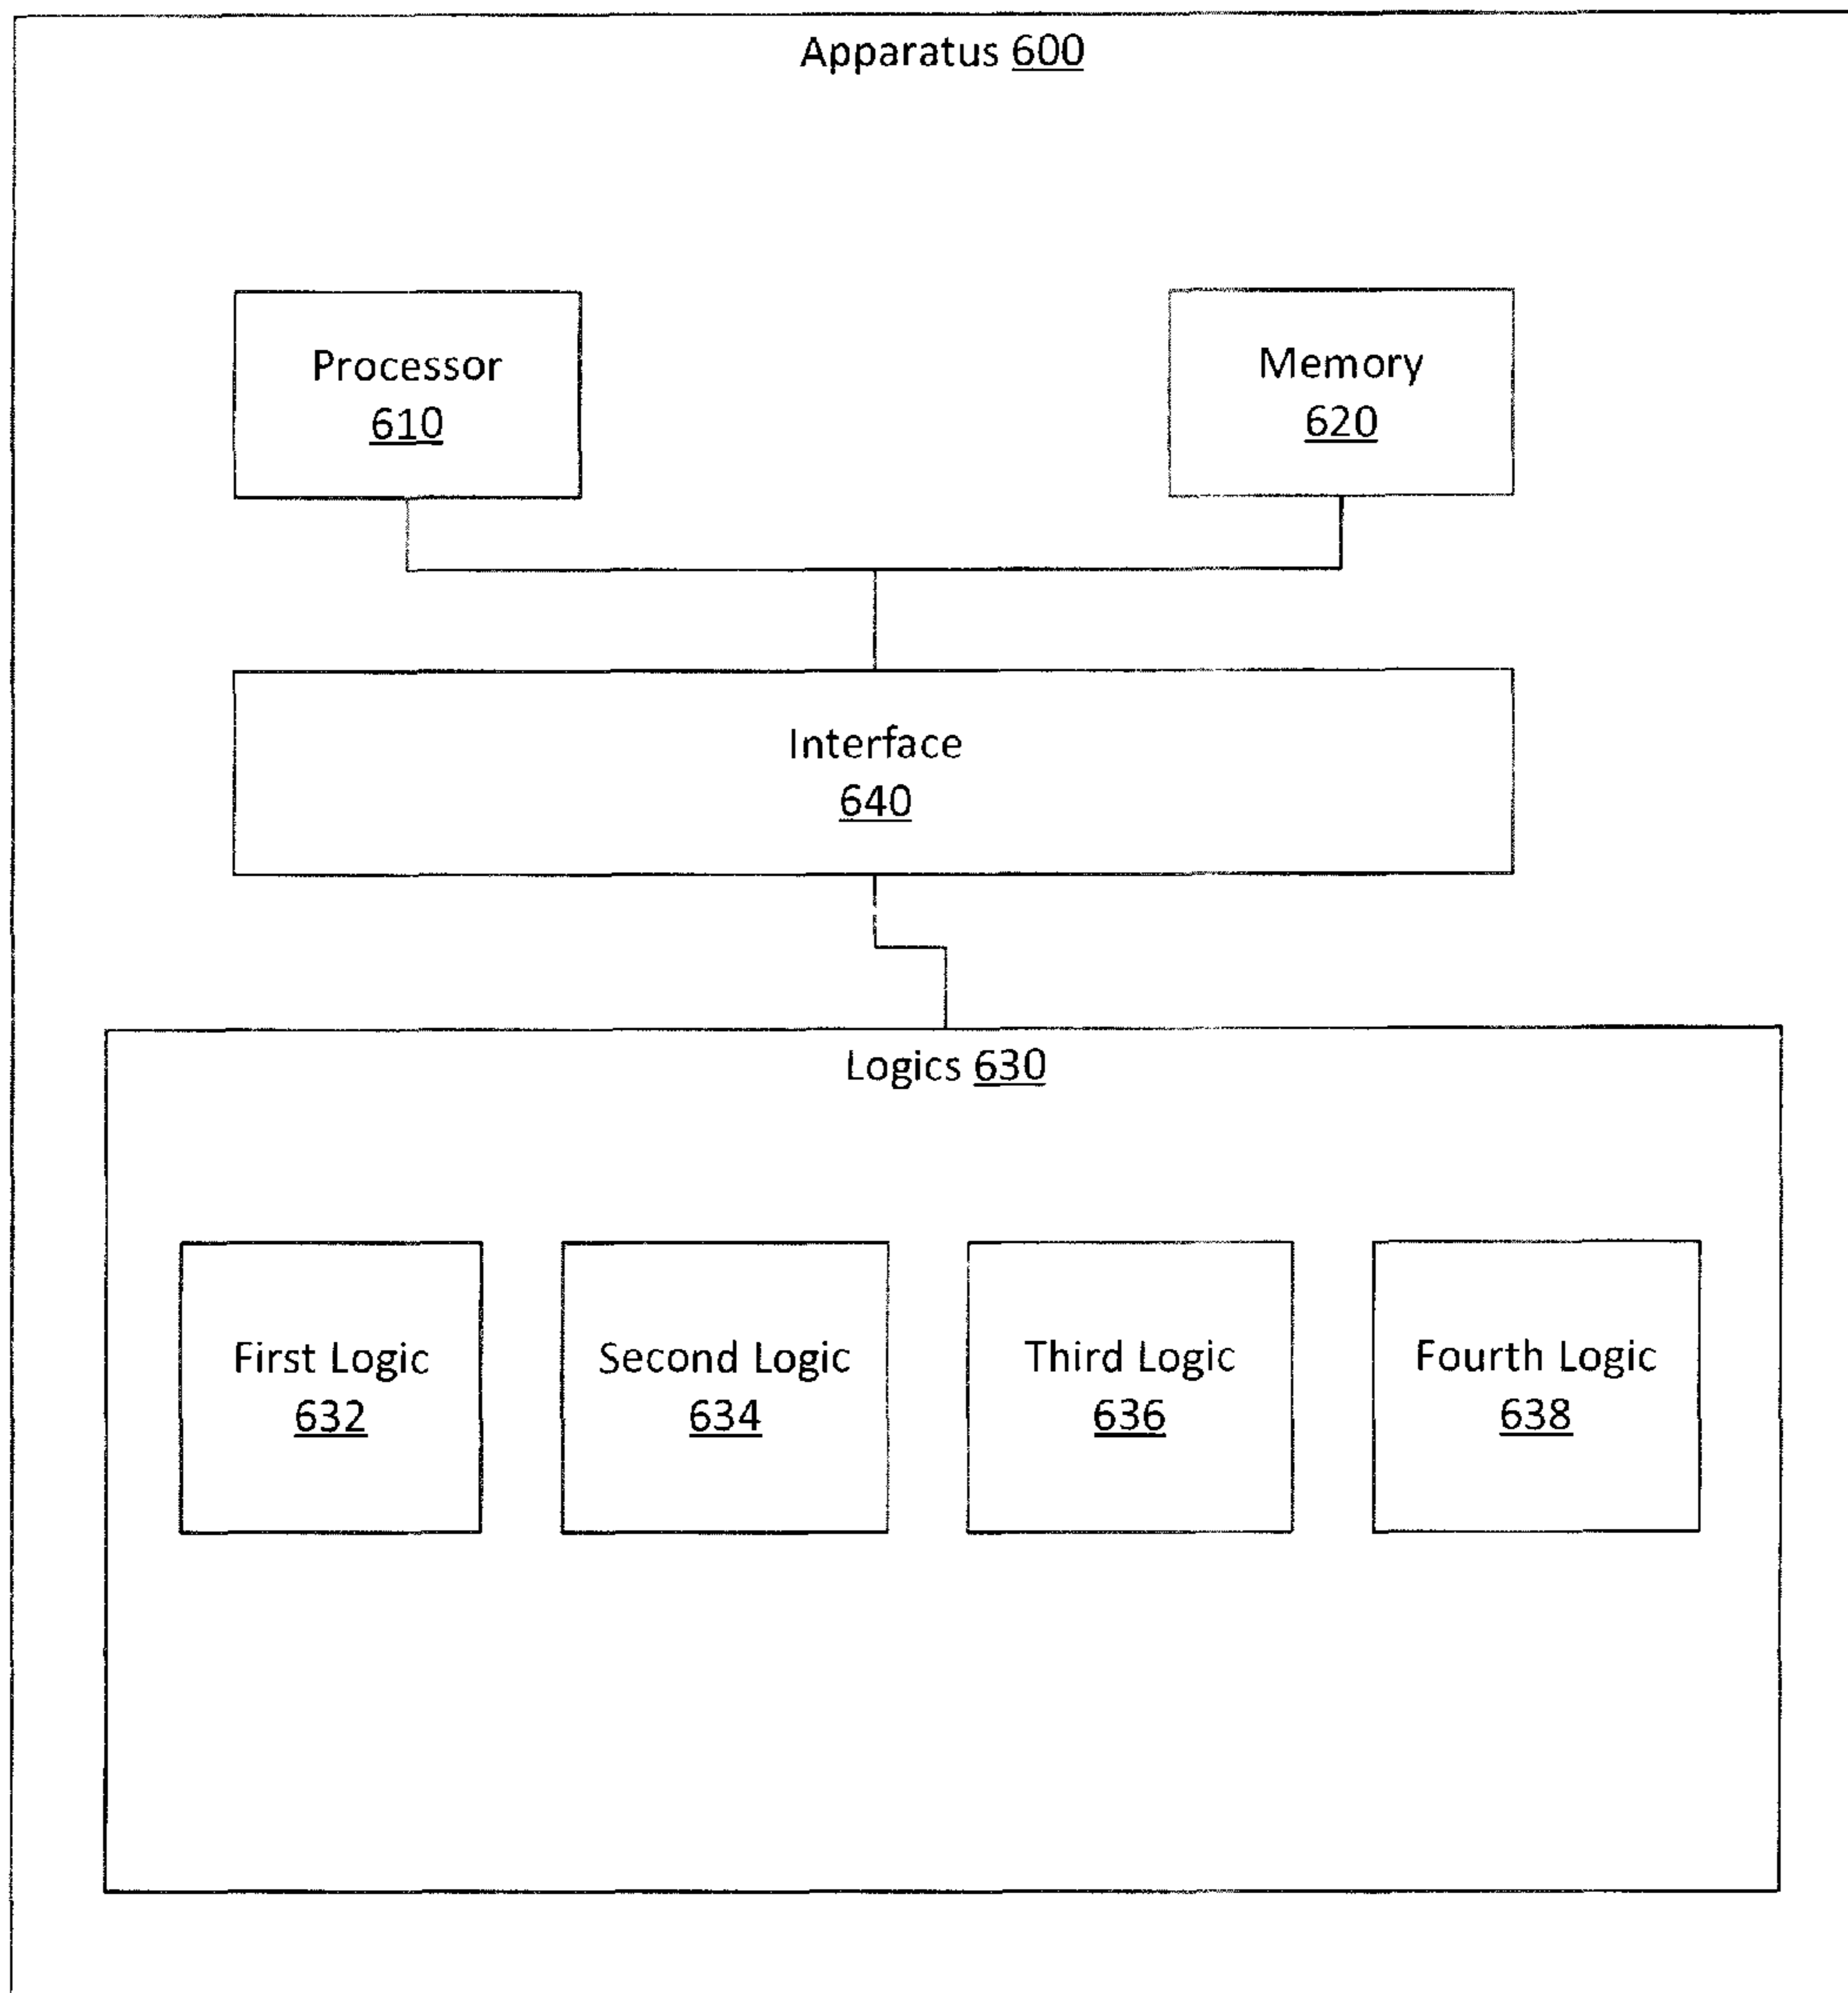 Apparatus 600
Processor
610
Memory
620
Interface
640
Logics 630
First Logic
632
Second Logic
634
Third Logic
636
Fourth Logic
638